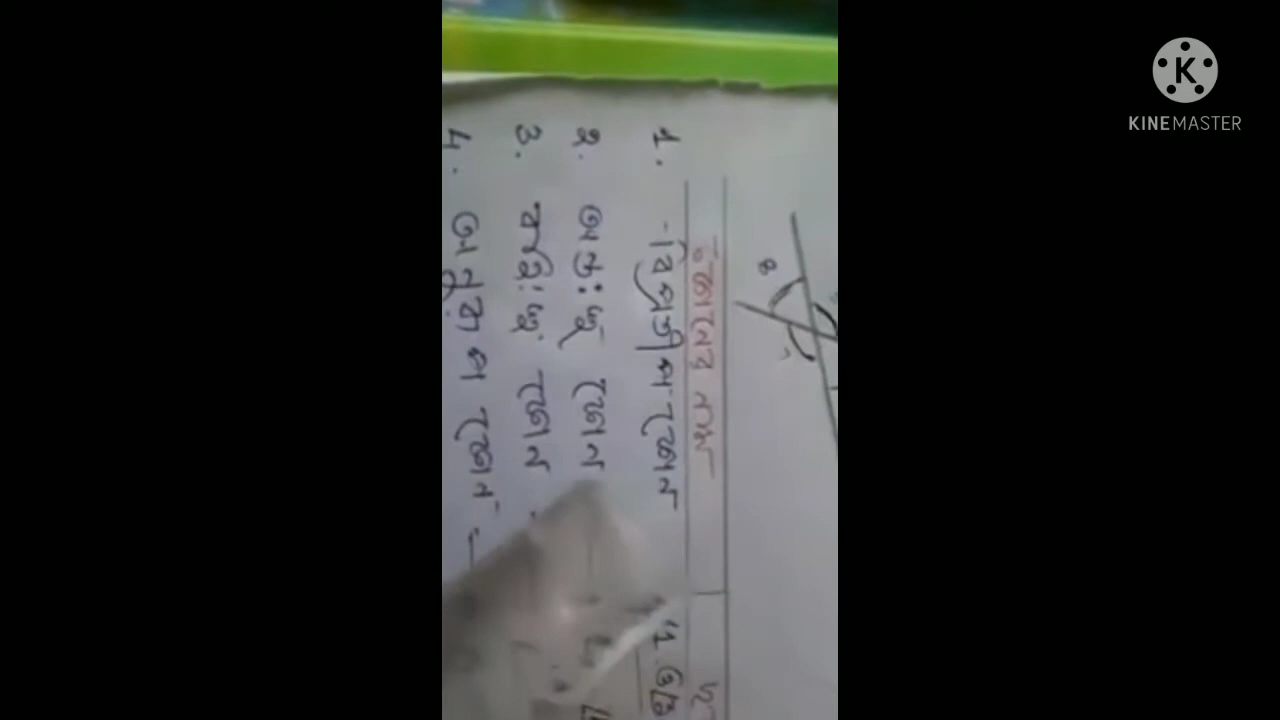 KINEMASTER
কোনের নাম
1. বিপ্রতীপ কোন
2. অন্তঃস্থ কোন
3. বহিঃস্থ কোন
4. অনুরূপ কোন